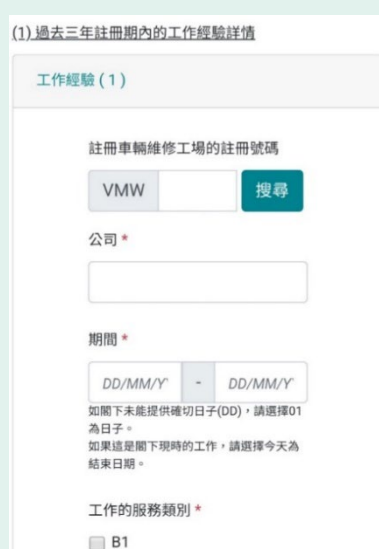 (1) 過去三年註冊期內的工作經驗詳情
工作經驗 ( 1 )
註冊車輛維修工場的註冊號碼
VMW
搜尋
公司 *
期間 *
DD/MM/Y
-
DD/MM/Y
如閣下未能提供確切日子(DD)，請選擇01
為日子。
如果這是閣下現時的工作，請選擇今天為
結束日期。
工作的服務類別 *
B1